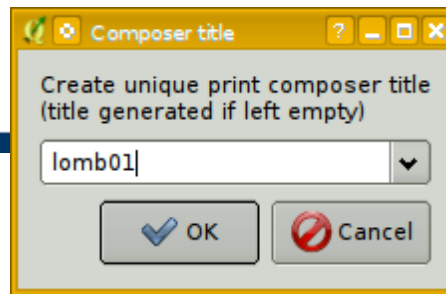 Composer title
Create unique print composer title
(title generated if left empty)
lomb01
OK
Cancel